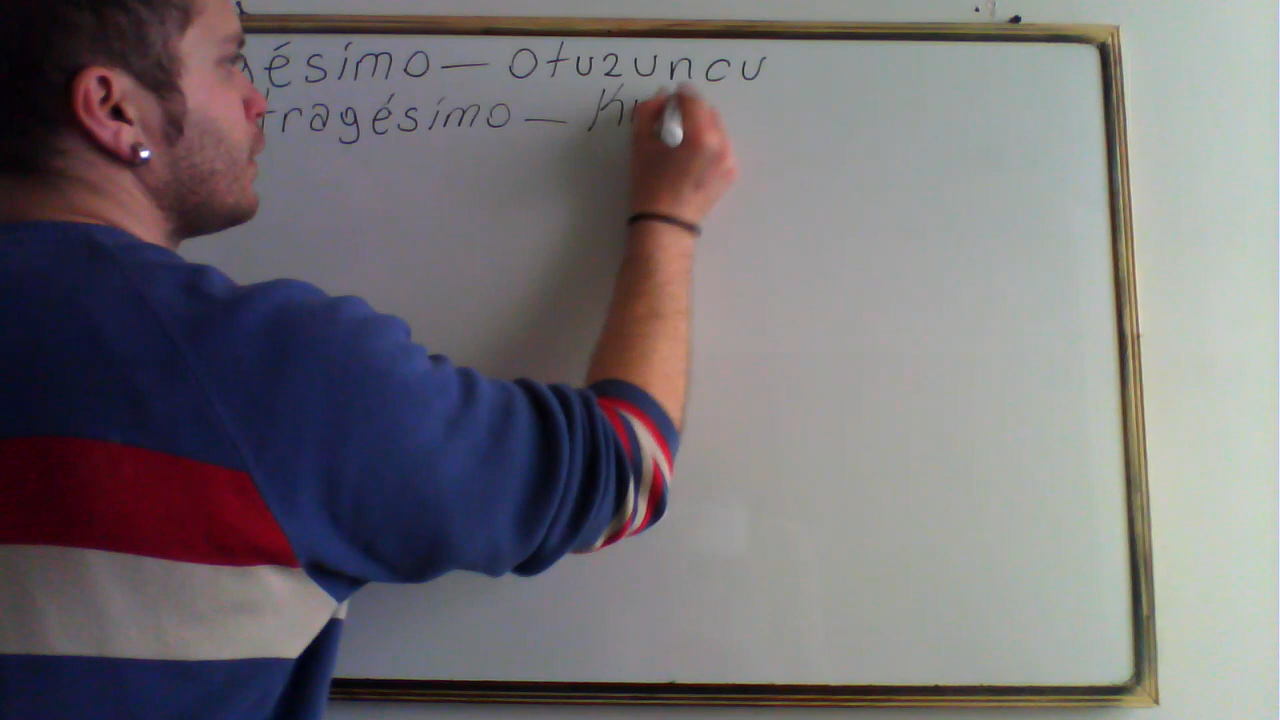 ésimo — Otuzuncu
tragésimo —